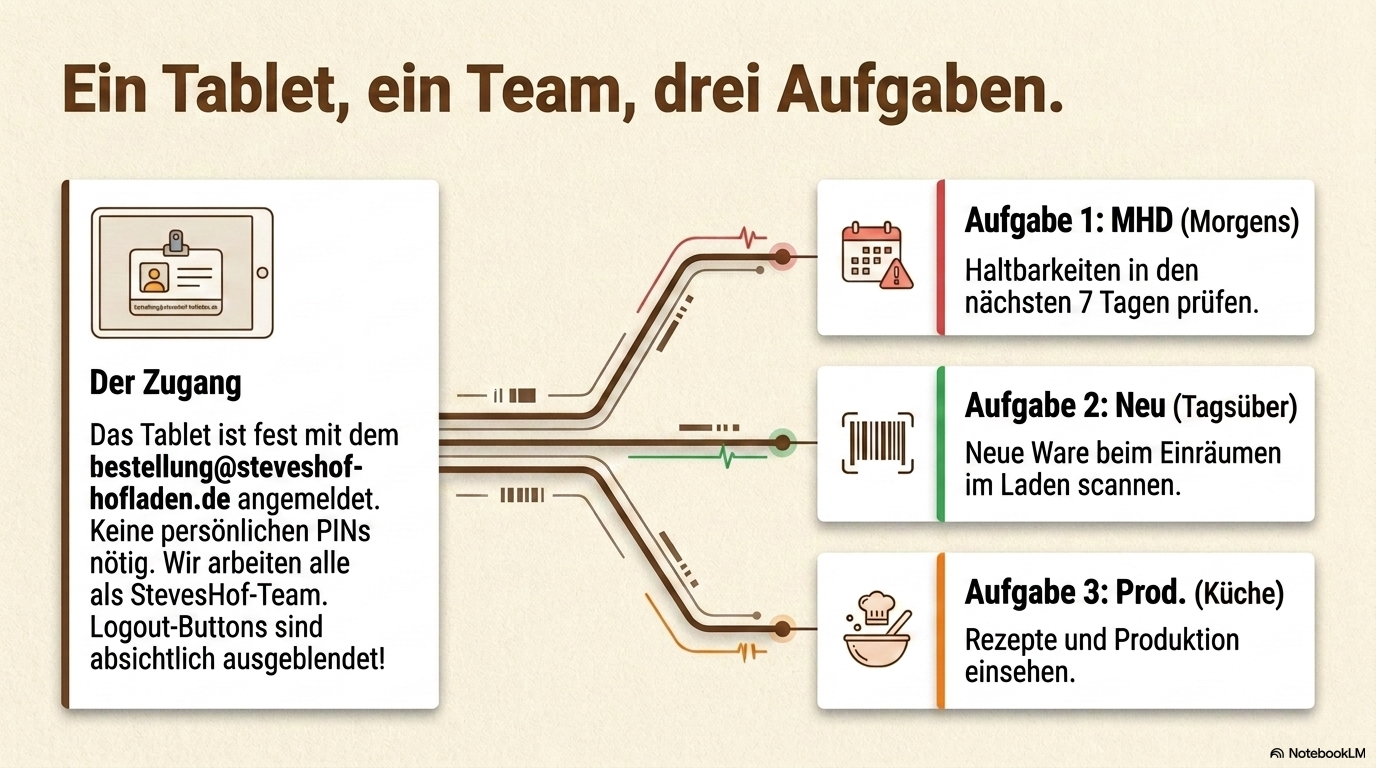 Ein Tablet, ein Team, drei Aufgaben.
Der Zugang
Das Tablet ist fest mit dem
bestellung@steveshof-
hofladen.de angemeldet.
Keine persönlichen PINs
nötig. Wir arbeiten alle
als StevesHof-Team.
Logout-Buttons sind
absichtlich ausgeblendet!
Aufgabe 1: MHD (Morgens)
Haltbarkeiten in den
nächsten 7 Tagen prüfen.
Aufgabe 2: Neu (Tagsüber)
Neue Ware beim Einräumen
im Laden scannen.
Aufgabe 3: Prod. (Küche)
Rezepte und Produktion
einsehen.
NotebookLM